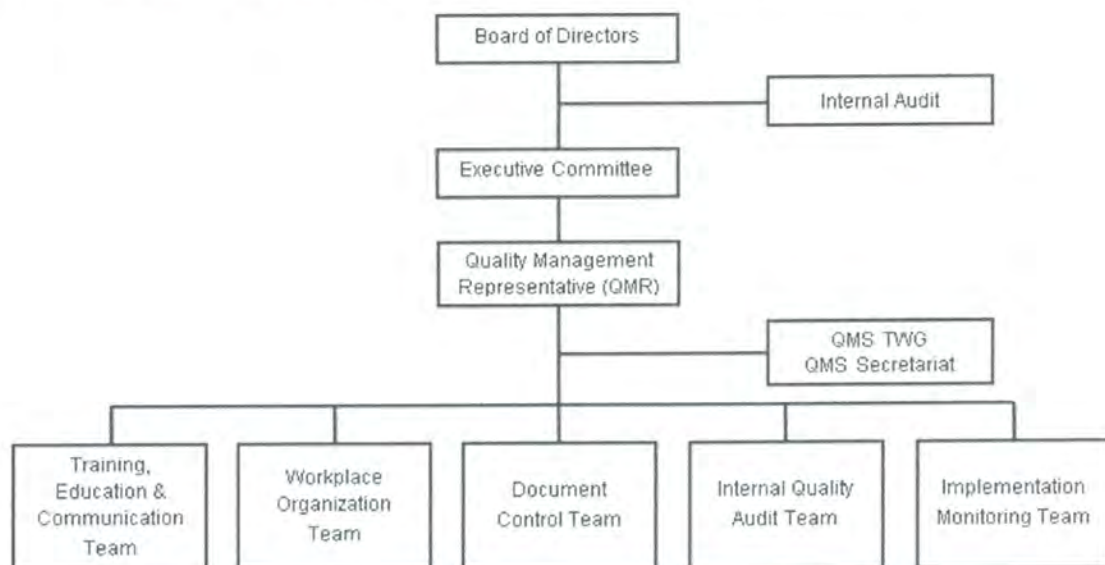 Board of Directors
Internal Audit
Executive Committee
Quality Management
Representative (QMR)
QMS TWG
QMS Secretariat
Training,
Education &
Communication
Team
Workplace
Organization
Team
Document
Control Team
Internal Quality
Audit Team
Implementation
Monitoring Team